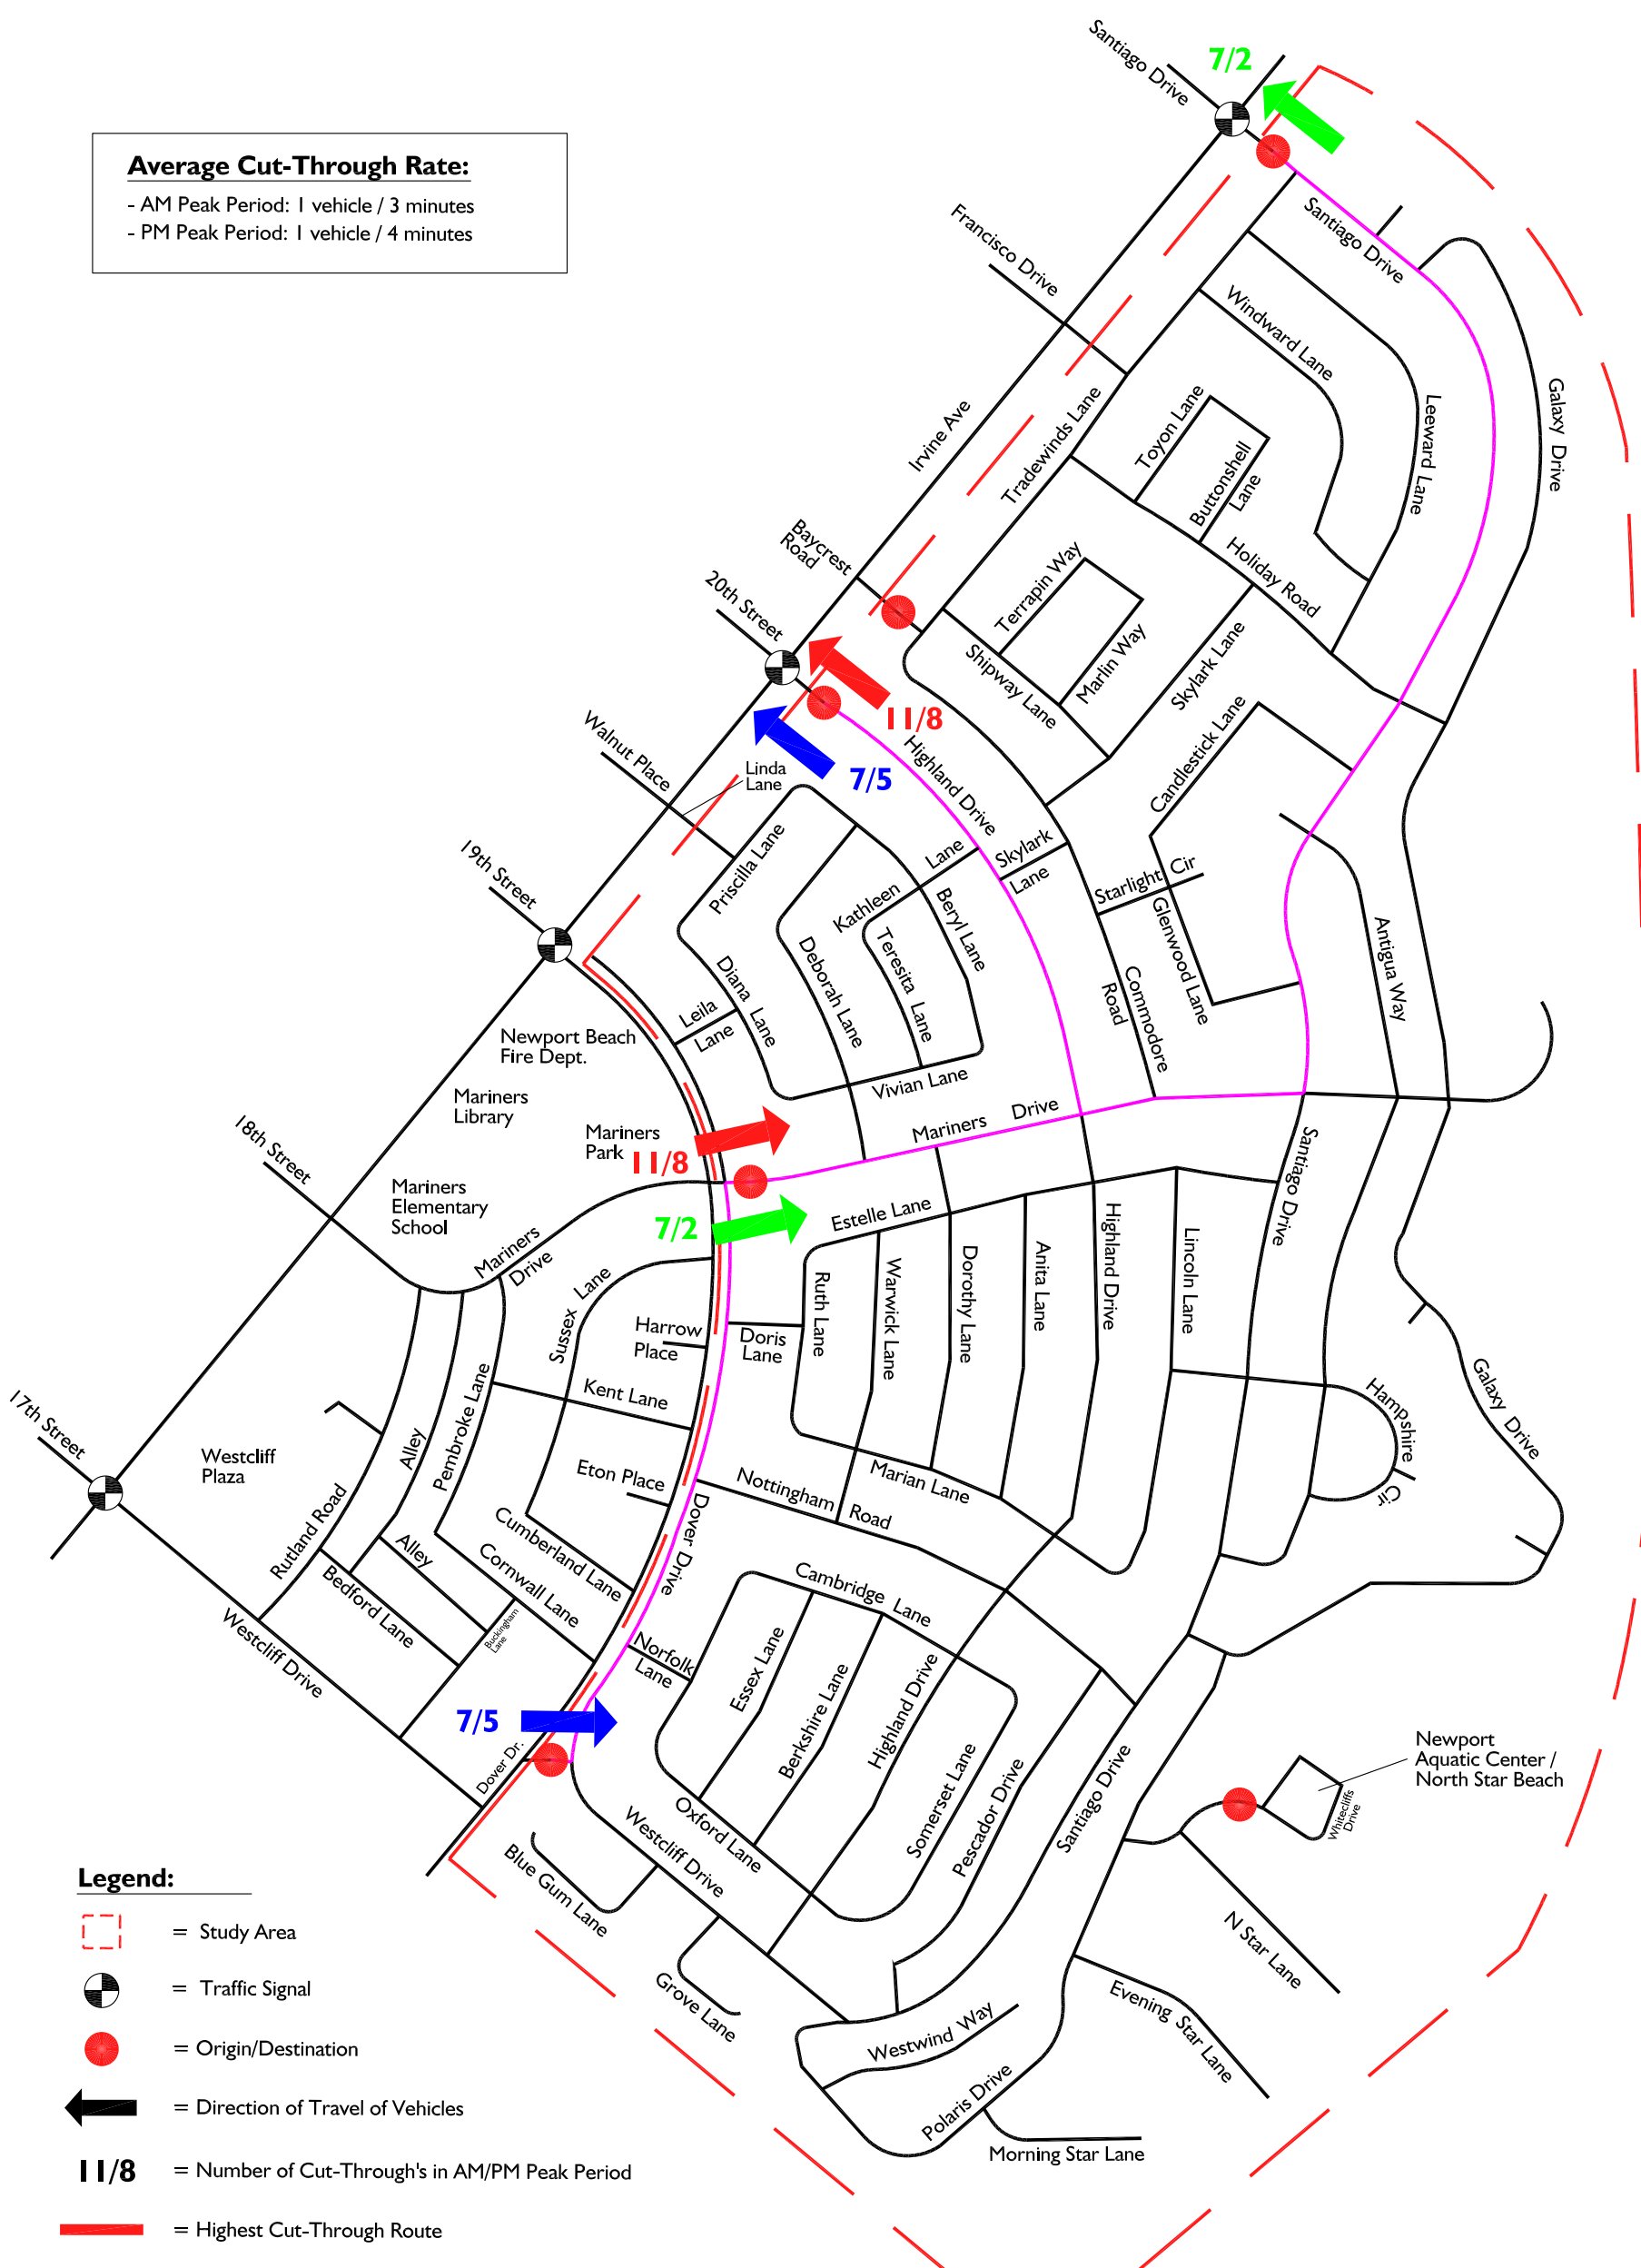 Santiago Drive
7/2
Average Cut-Through Rate:
- AM Peak Period: 1 vehicle / 3 minutes
- PM Peak Period: 1 vehicle / 4 minutes
Santiago Drive
Francisco Drive
Windward Lane
Irvine Ave
Tradewinds Lane
Toyon Lane
Buttonshell
Lane
Leeward Lane
Galaxy Drive
Baycrest
Road
20th Street
Terrapin Way
Holiday Road
Marlin Way
Shipway Lane
Skylark Lane
11/8
Walnut Place
Linda
Lane
7/5
Highland Drive
Candlestick Lane
19th Street
Priscilla Lane
Kathleen
Lane
Skylark
Lane
Starlight Cir
Beryl Lane
Glenwood Lane
Antigua Way
Teresita Lane
Deborah Lane
Diana Lane
Leila
Lane
Commodore
Road
Newport Beach
Fire Dept.
Vivian Lane
Mariners
Library
Mariners Drive
Mariners
Park
11/8
18th Street
Mariners
Elementary
School
7/2
Estelle Lane
Santiago Drive
Mariners
Drive
Sussex Lane
Ruth Lane
Warwick Lane
Dorothy Lane
Anita Lane
Highland Drive
Lincoln Lane
Harrow
Place
Doris
Lane
17th Street
Kent Lane
Hampshire
Cir
Galaxy Drive
Westcliff
Plaza
Alley
Pembroke Lane
Eton Place
Nottingham
Road
Marian Lane
Rutland Road
Alley
Cumberland Lane
Cornwall Lane
Dover Drive
Bedford Lane
Buckingham
Lane
Westcliff Drive
Cambridge Lane
Norfolk
Lane
Essex Lane
Berkshire Lane
Highland Drive
7/5
Dover Dr.
Oxford Lane
Somerset Lane
Pescador Drive
Santiago Drive
Newport
Aquatic Center /
North Star Beach
Whitecliffs
Drive
Westcliff Drive
Blue Gum Lane
Grove Lane
N Star Lane
Evening Star Lane
Westwind Way
Polaris Drive
Morning Star Lane
Legend:
= Study Area
= Traffic Signal
= Origin/Destination
= Direction of Travel of Vehicles
11/8 = Number of Cut-Through's in AM/PM Peak Period
= Highest Cut-Through Route